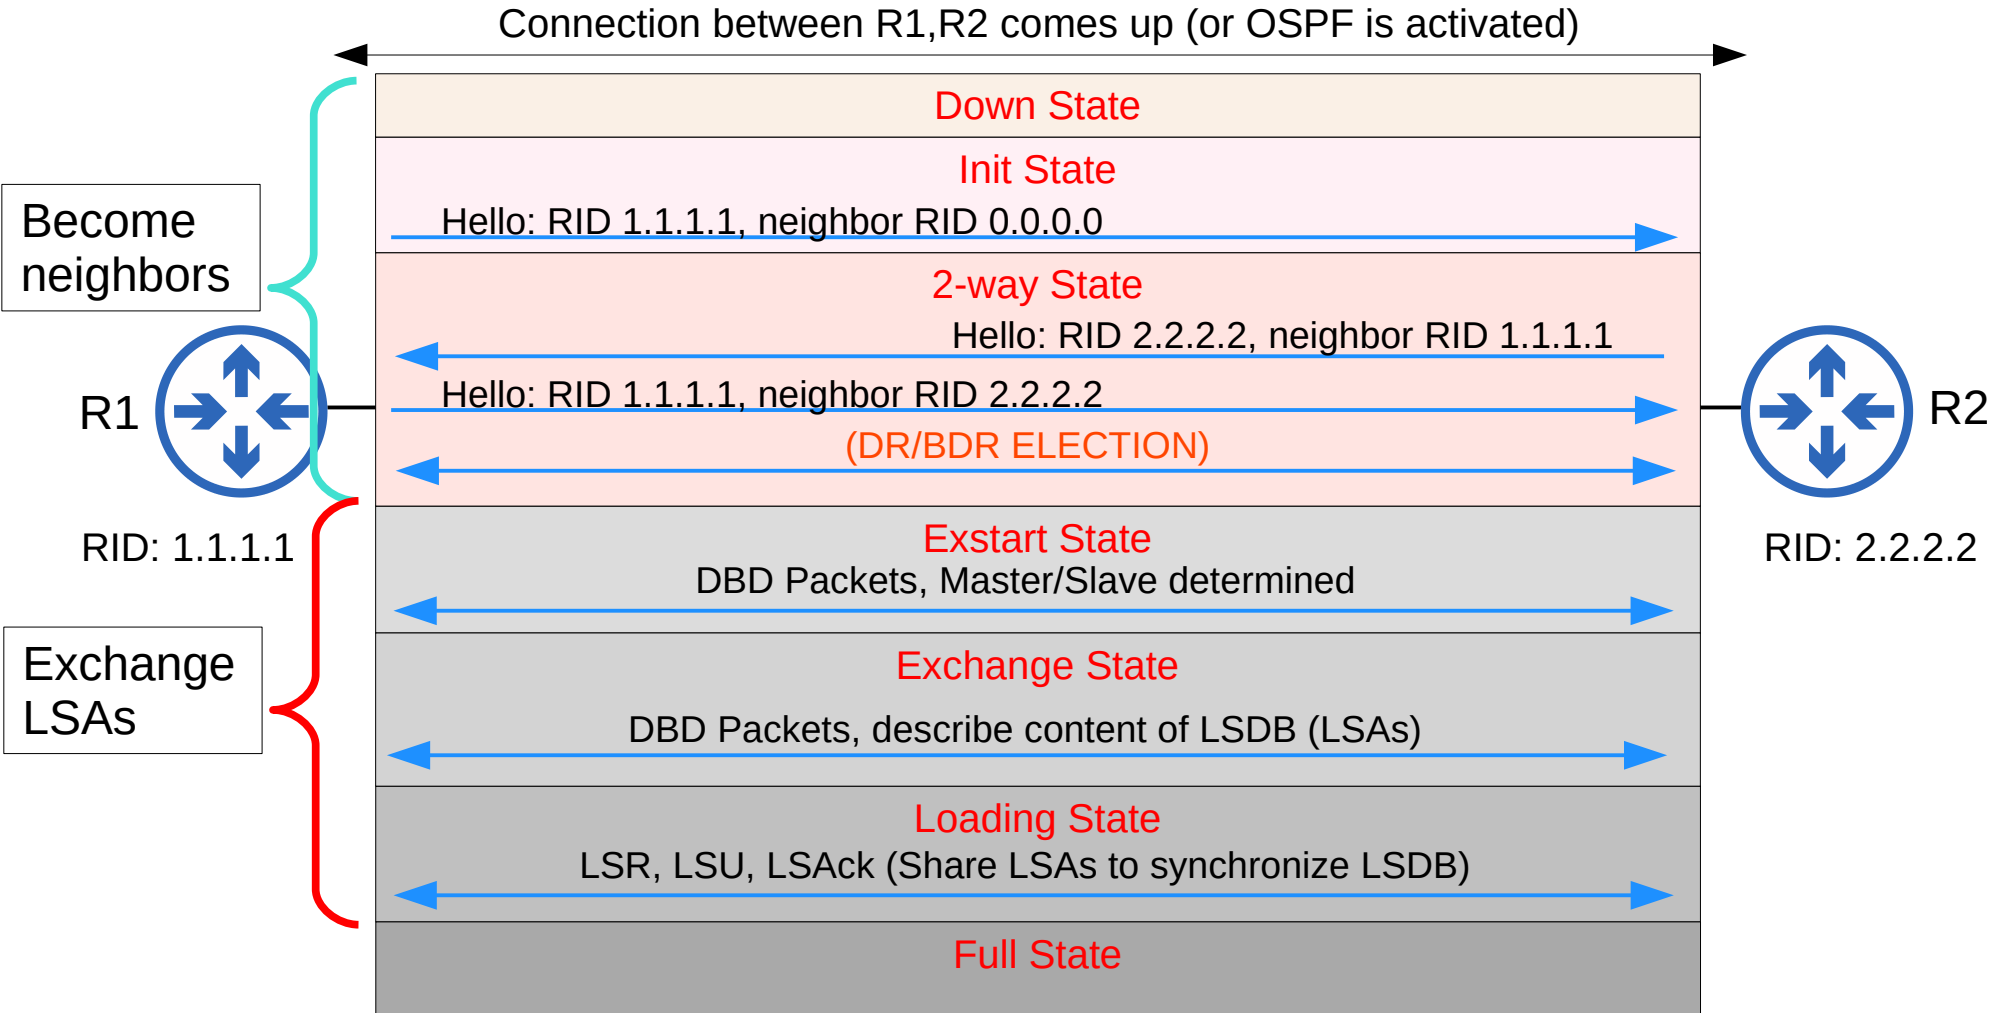 Connection between R1,R2 comes up (or OSPF is activated)
Down State
Init State
Hello: RID 1.1.1.1, neighbor RID 0.0.0.0
Become
neighbors
2-way State
Hello: RID 2.2.2.2, neighbor RID 1.1.1.1
Hello: RID 1.1.1.1, neighbor RID 2.2.2.2
R1
R2
(DR/BDR ELECTION)
RID: 1.1.1.1
RID: 2.2.2.2
Exstart State
DBD Packets, Master/Slave determined
Exchange
LSAs
Exchange State
DBD Packets, describe content of LSDB (LSAs)
Loading State
LSR, LSU, LSAck (Share LSAs to synchronize LSDB)
Full State